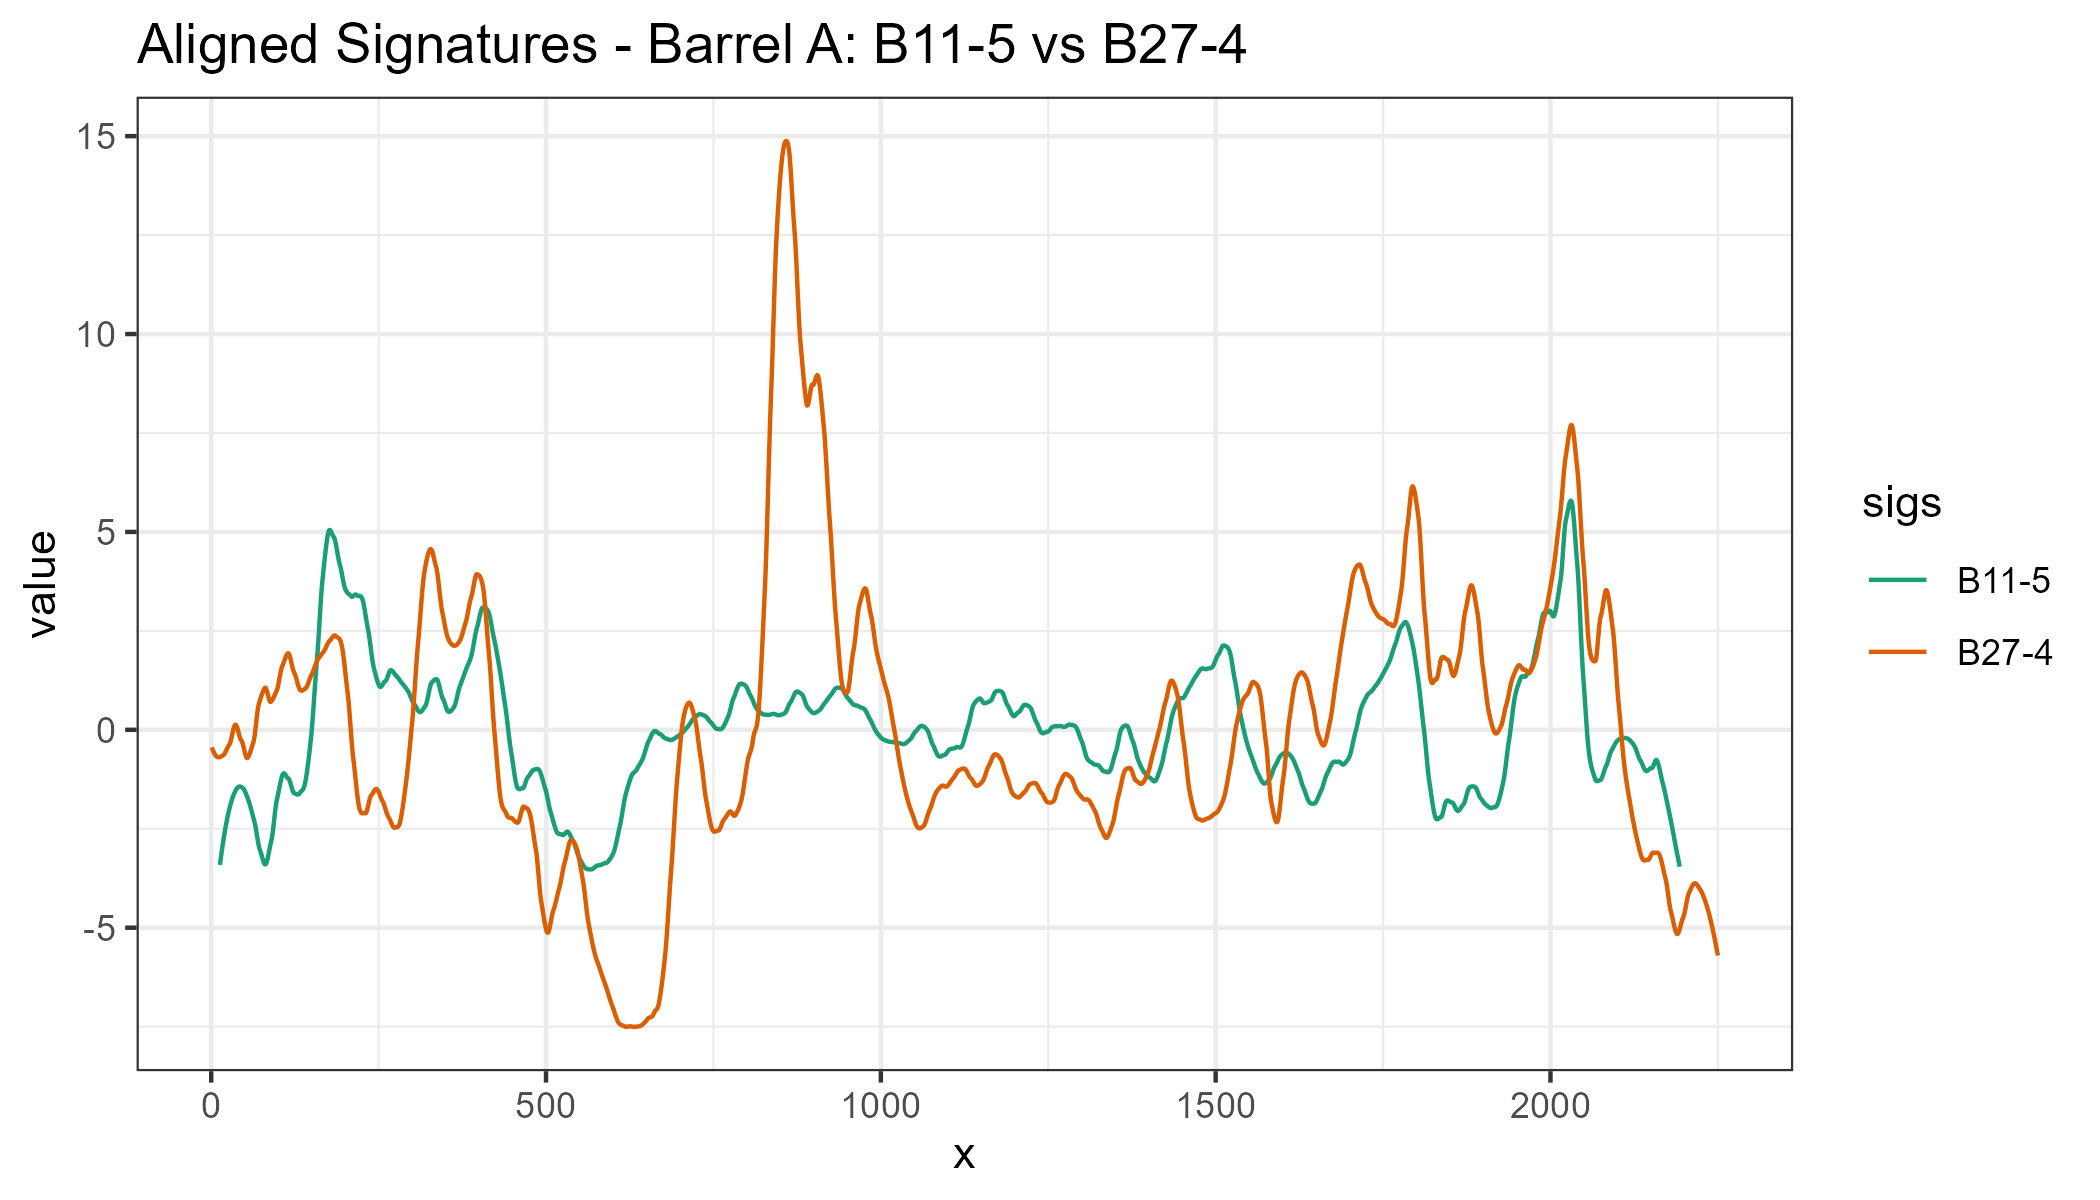 Aligned Signatures - Barrel A: B11-5 vs B27-4
15
10
5
0
-5
value
0 500 1000 1500 2000
x
sigs
B11-5
B27-4